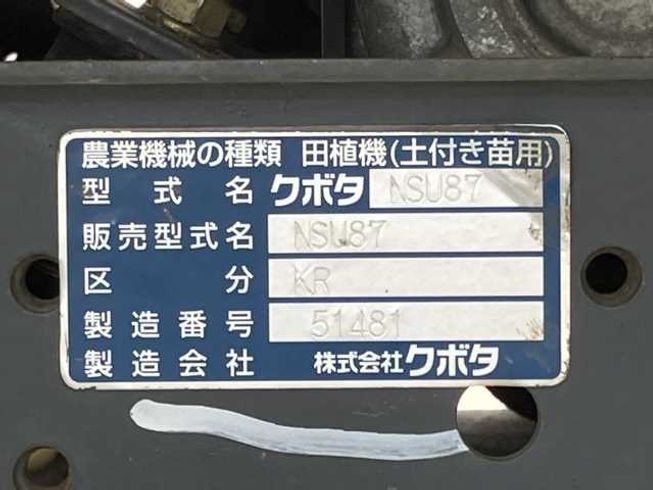 農業機械の種類 田植機(土付き苗用)
型式名 クボタ NSU87
販売型式名 NSU87
区分 KR
製造番号 51481
製造会社 株式会社クボタ